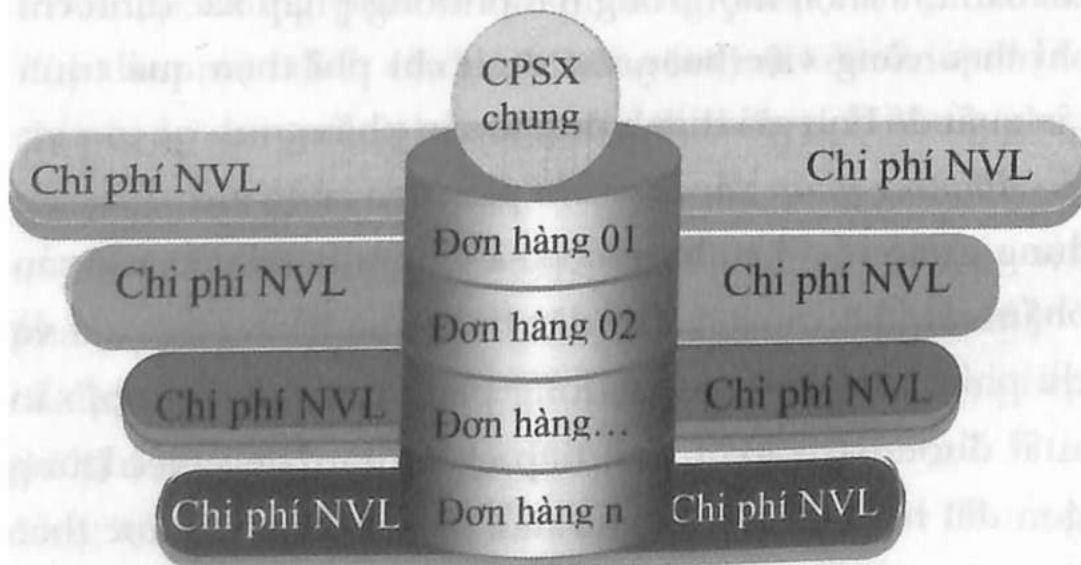 CPSX
chung
Chi phí NVL
Chi phí NVL
Đơn hàng 01
Chi phí NVL
Chi phí NVL
Đơn hàng 02
Chi phí NVL
Đơn hàng...
Chi phí NVL
Chi phí NVL
Đơn hàng n
Chi phí NVL